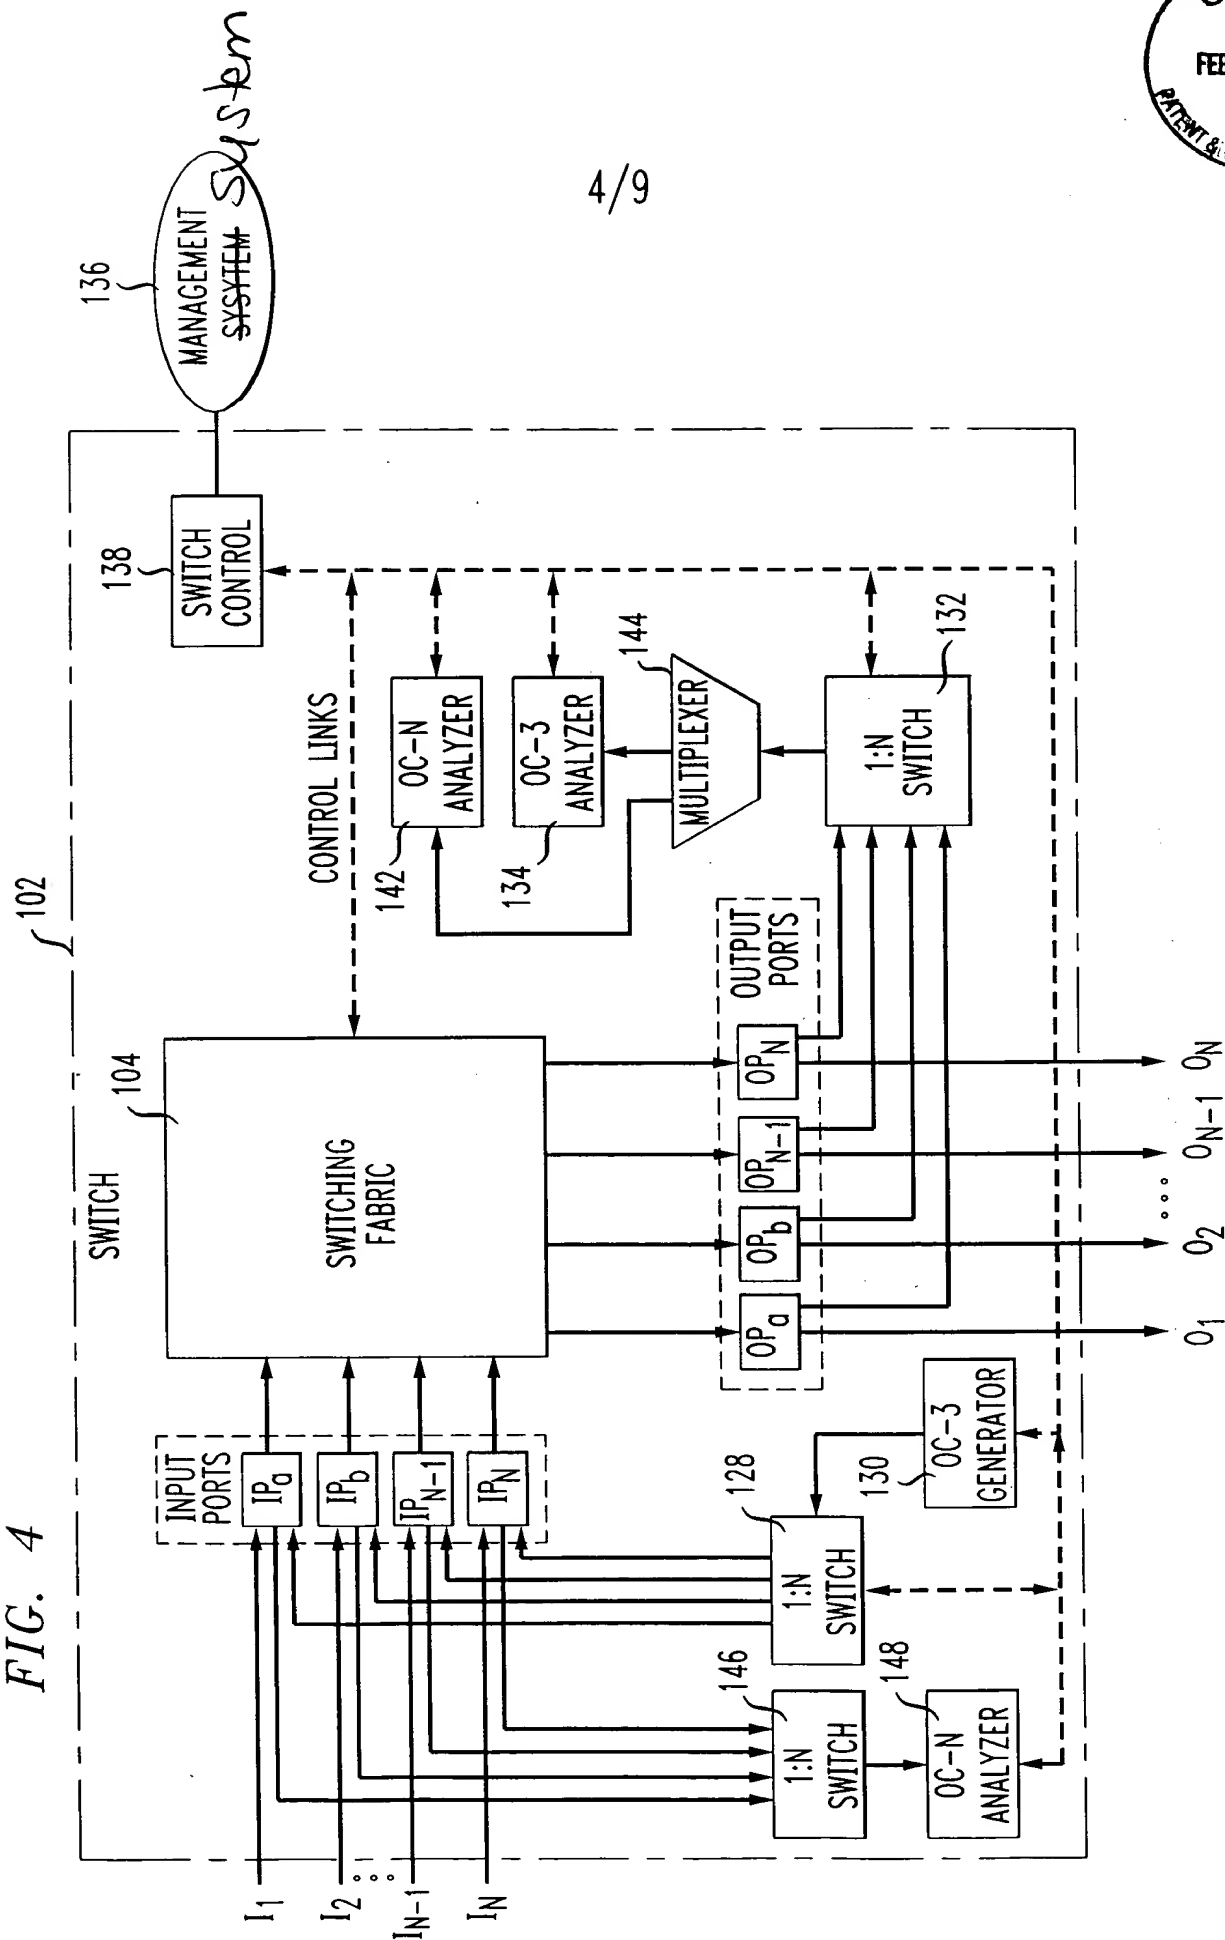 FIG. 4
4/9
102
SWITCH
104
SWITCHING
FABRIC
136
MANAGEMENT
SYSYTEM
System
138
SWITCH
CONTROL
CONTROL LINKS
INPUT
PORTS
I1
I2
IN-1
IN
IPa
IPb
IPN-1
IPN
142
OC-N
ANALYZER
134
OC-3
ANALYZER
144
MULTIPLEXER
132
1:N
SWITCH
OUTPUT
PORTS
OPa
OPb
OPN-1
OPN
128
1:N
SWITCH
130
OC-3
GENERATOR
146
1:N
SWITCH
148
OC-N
ANALYZER
O1
O2
ON-1
ON
PATENT &